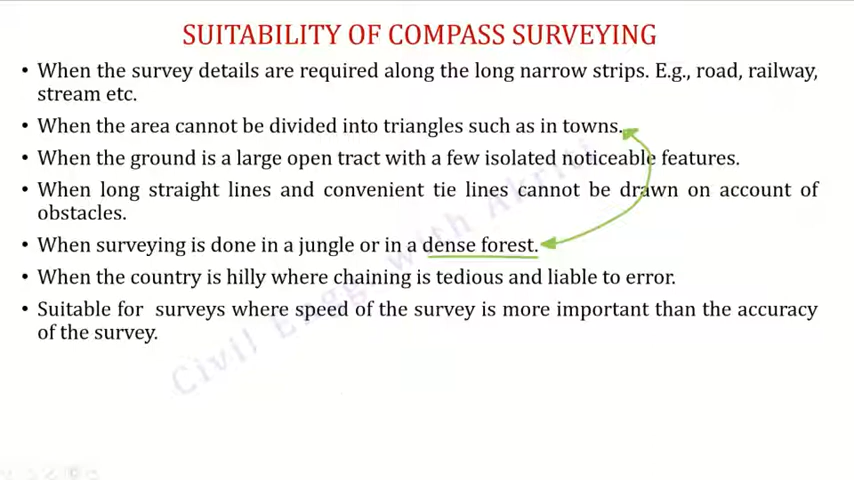 SUITABILITY OF COMPASS SURVEYING
• When the survey details are required along the long narrow strips. E.g., road, railway,
stream etc.
• When the area cannot be divided into triangles such as in towns.
• When the ground is a large open tract with a few isolated noticeable features.
• When long straight lines and convenient tie lines cannot be drawn on account of
obstacles.
• When surveying is done in a jungle or in a dense forest.
• When the country is hilly where chaining is tedious and liable to error.
• Suitable for surveys where speed of the survey is more important than the accuracy
of the survey.
Civil Engg with Akriti